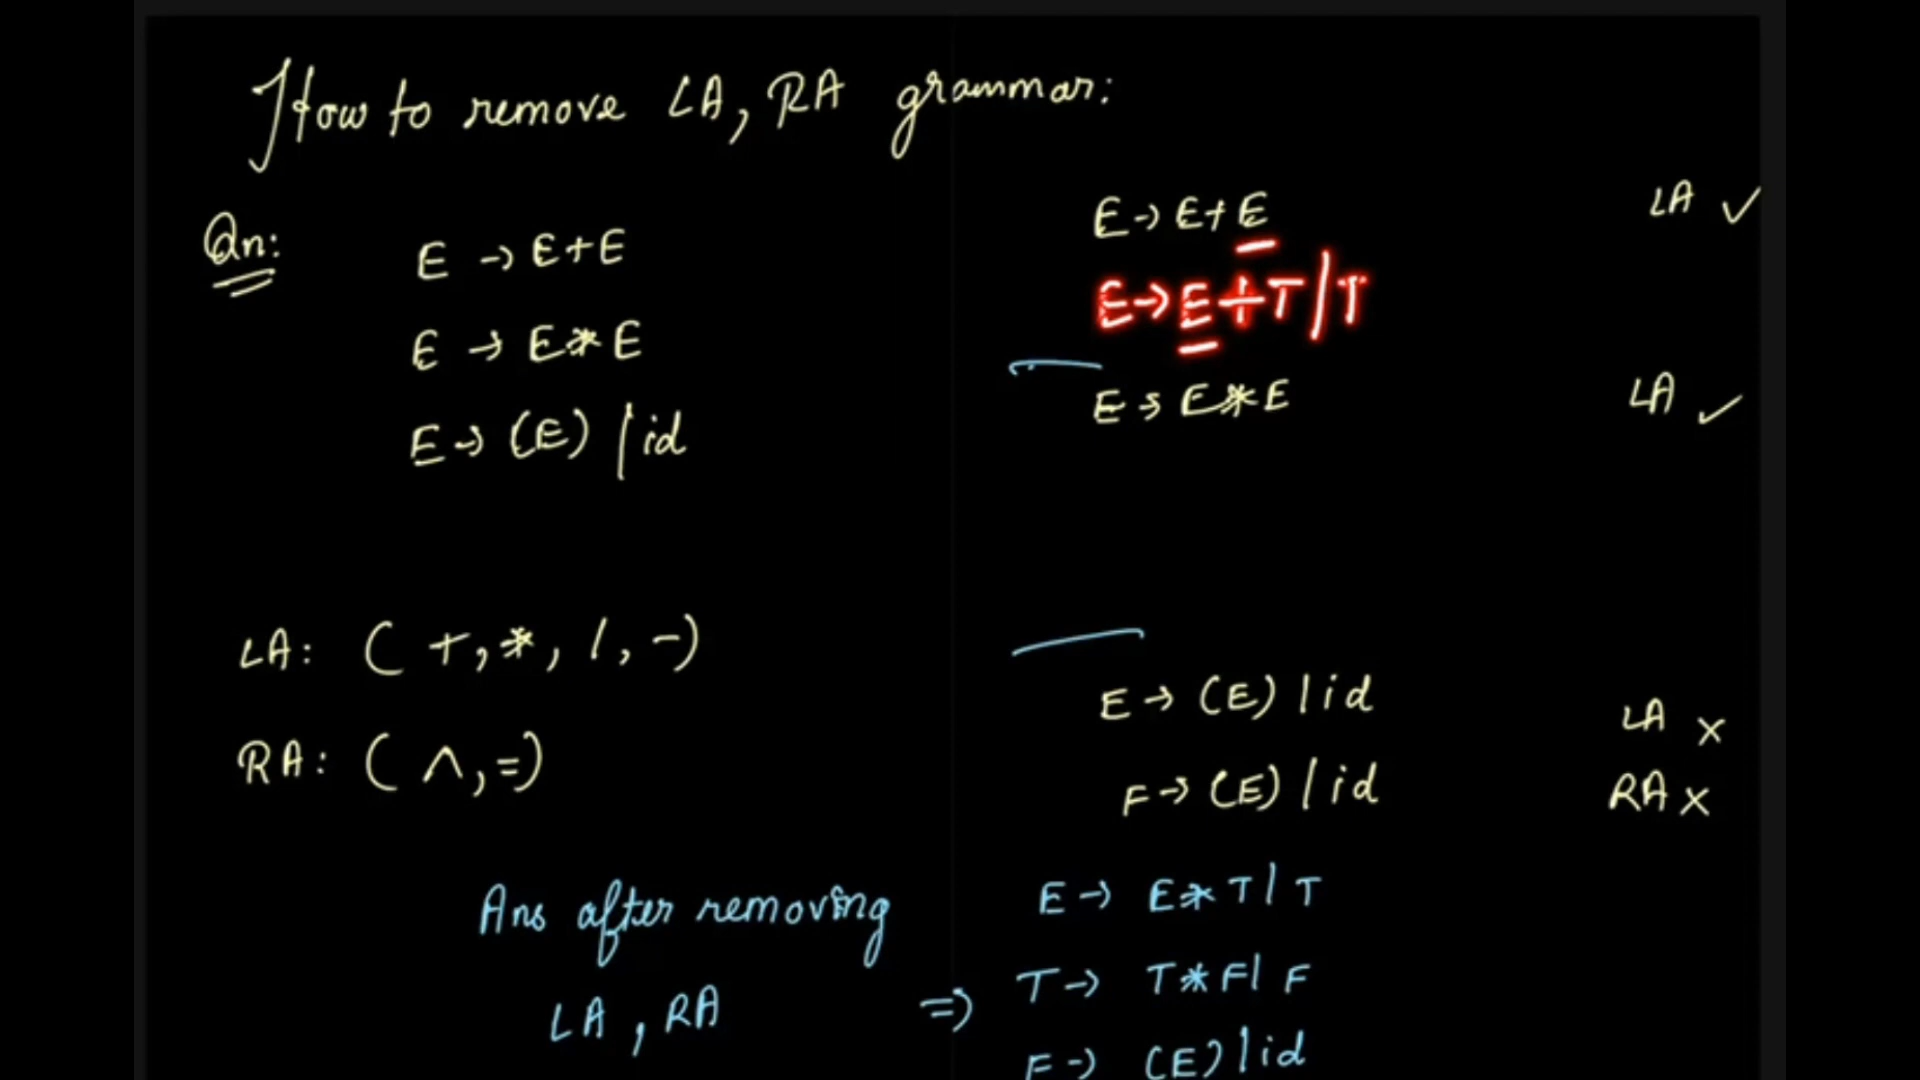 How to remove LA, RA grammar:
Qn:
E → E+E
E → E*E
E → (E) | id
LA: ( +, *, /, -)
RA: ( ^, =)
E → E+E LA ✓
E → E+T/T
E → E*E LA ✓
E → (E) | id LA x
F → (E) | id RA x
Ans after removing
LA, RA =>
E → E*T | T
T → T*F | F
F → (E) | id